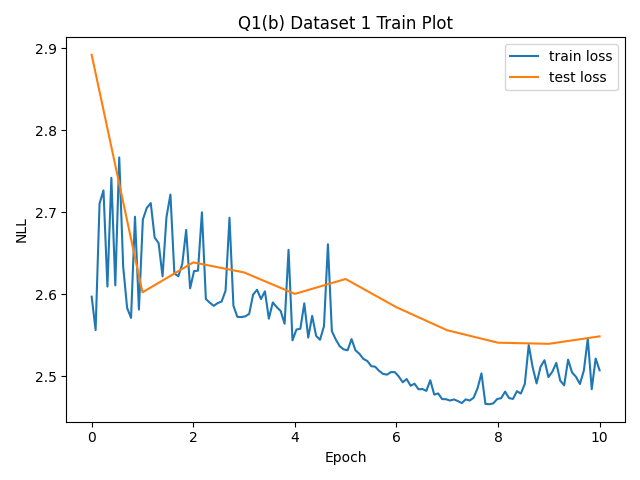 Q1(b) Dataset 1 Train Plot
train loss
test loss
2.9
2.8
2.7
2.6
2.5
NLL
0 2 4 6 8 10
Epoch